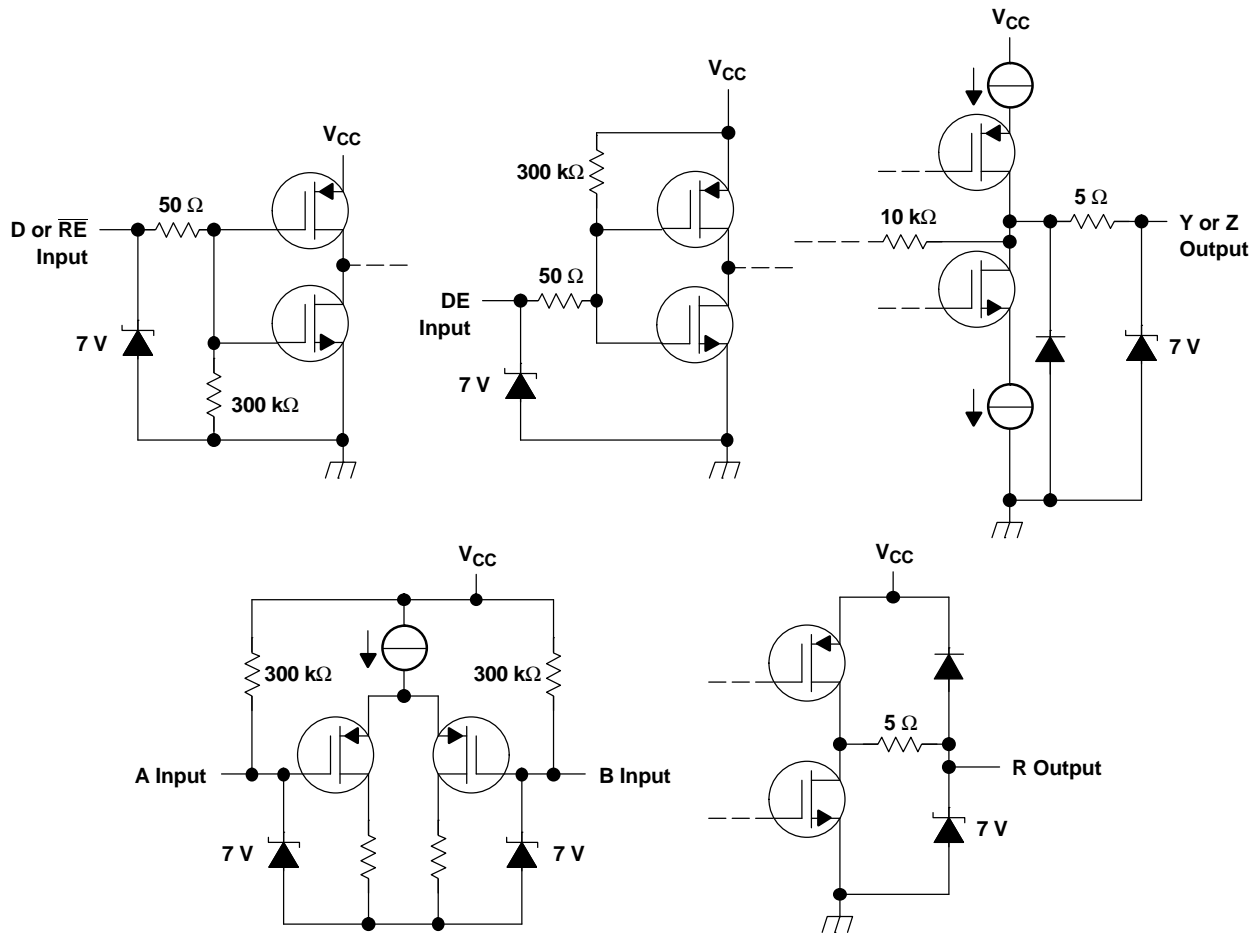 VCC
50 Ω
D or R̅E̅
Input
7 V
300 kΩ
VCC
300 kΩ
50 Ω
DE
Input
7 V
VCC
10 kΩ
5 Ω
Y or Z
Output
7 V
VCC
300 kΩ
300 kΩ
A Input
B Input
7 V
7 V
VCC
5 Ω
R Output
7 V